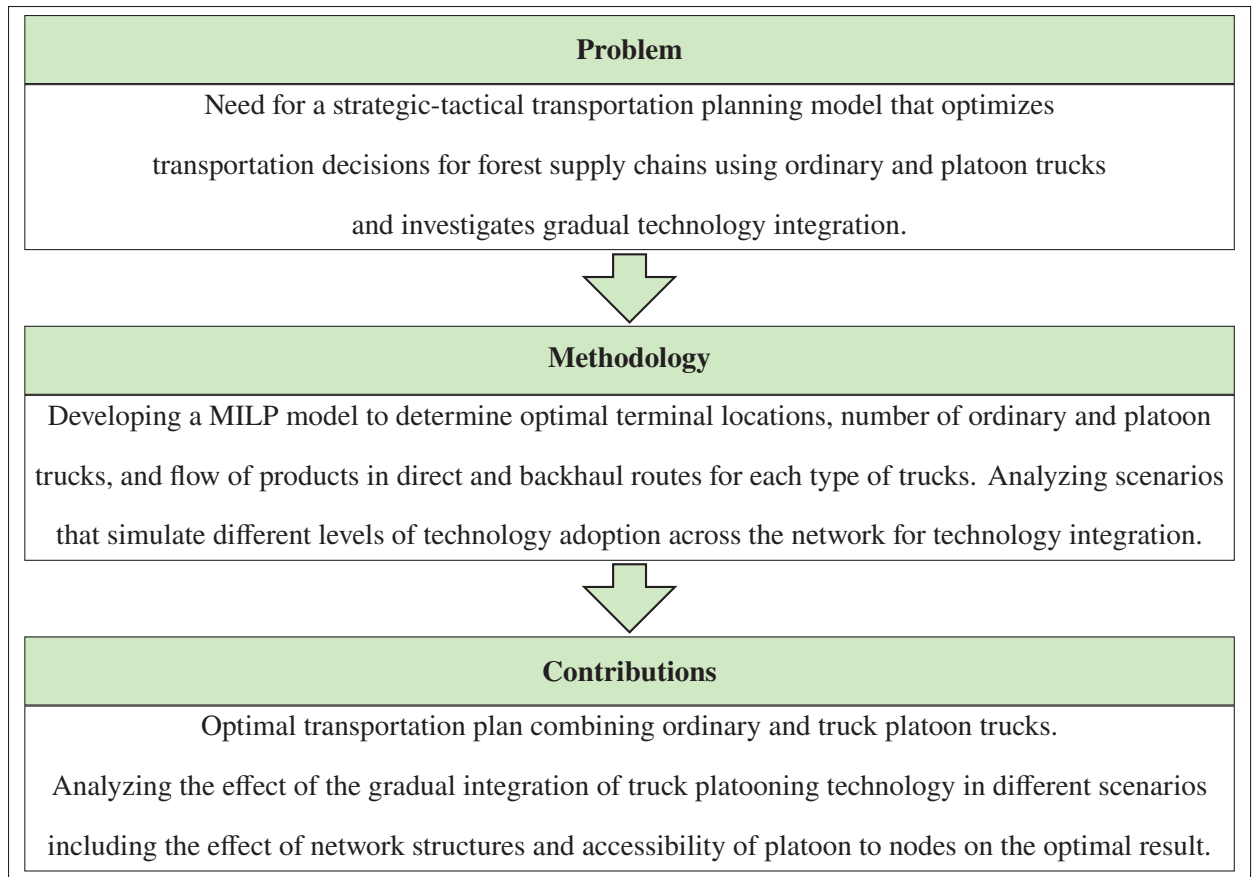 Problem
Need for a strategic-tactical transportation planning model that optimizes
transportation decisions for forest supply chains using ordinary and platoon trucks
and investigates gradual technology integration.
Methodology
Developing a MILP model to determine optimal terminal locations, number of ordinary and platoon
trucks, and flow of products in direct and backhaul routes for each type of trucks. Analyzing scenarios
that simulate different levels of technology adoption across the network for technology integration.
Contributions
Optimal transportation plan combining ordinary and truck platoon trucks.
Analyzing the effect of the gradual integration of truck platooning technology in different scenarios
including the effect of network structures and accessibility of platoon to nodes on the optimal result.